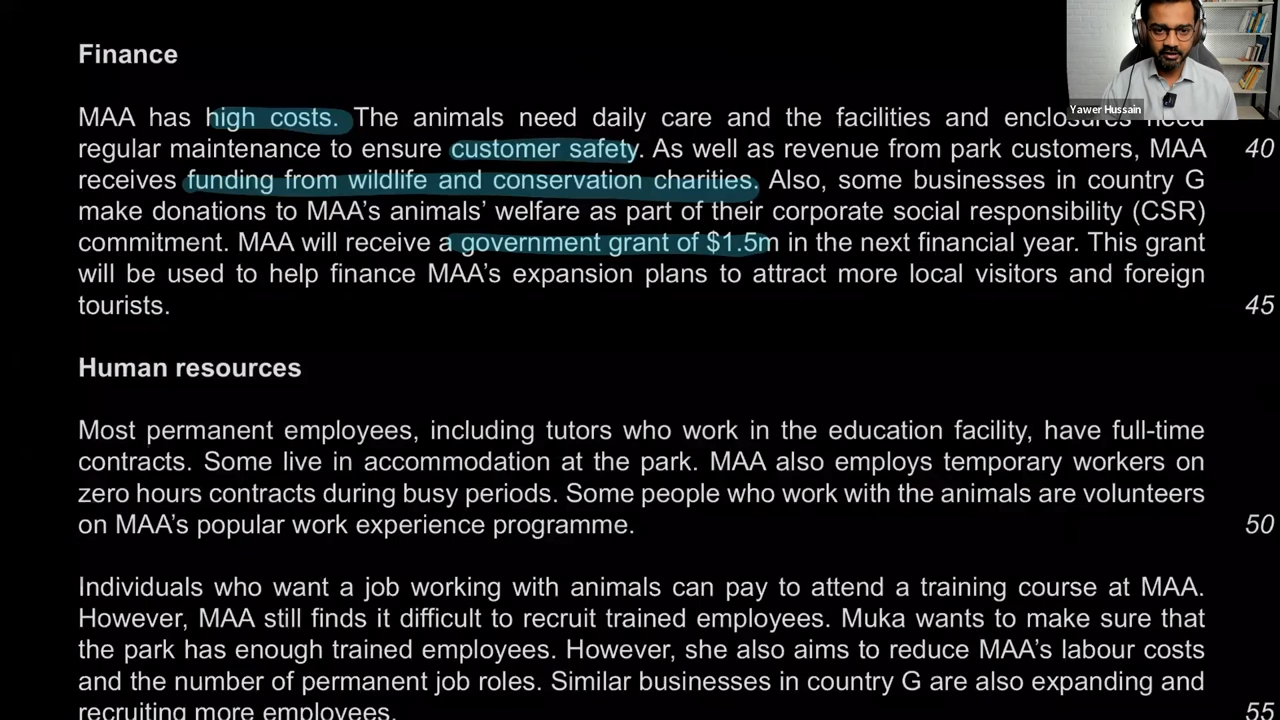 Finance
Yawer Hussain
MAA has high costs. The animals need daily care and the facilities and enclosures need
regular maintenance to ensure customer safety. As well as revenue from park customers, MAA 40
receives funding from wildlife and conservation charities. Also, some businesses in country G
make donations to MAA’s animals’ welfare as part of their corporate social responsibility (CSR)
commitment. MAA will receive a government grant of $1.5m in the next financial year. This grant
will be used to help finance MAA’s expansion plans to attract more local visitors and foreign
tourists. 45
Human resources
Most permanent employees, including tutors who work in the education facility, have full-time
contracts. Some live in accommodation at the park. MAA also employs temporary workers on
zero hours contracts during busy periods. Some people who work with the animals are volunteers
on MAA’s popular work experience programme. 50
Individuals who want a job working with animals can pay to attend a training course at MAA.
However, MAA still finds it difficult to recruit trained employees. Muka wants to make sure that
the park has enough trained employees. However, she also aims to reduce MAA’s labour costs
and the number of permanent job roles. Similar businesses in country G are also expanding and
recruiting more employees. 55